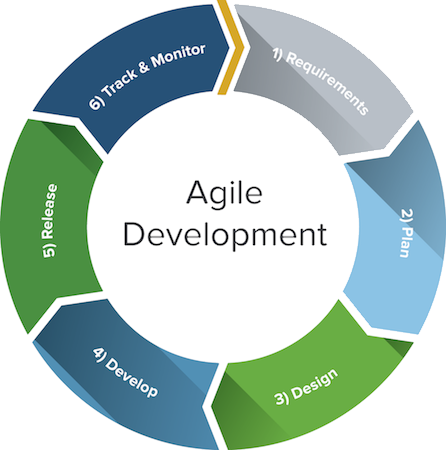 Agile
Development
1) Requirements
2) Plan
3) Design
4) Develop
5) Release
6) Track & Monitor